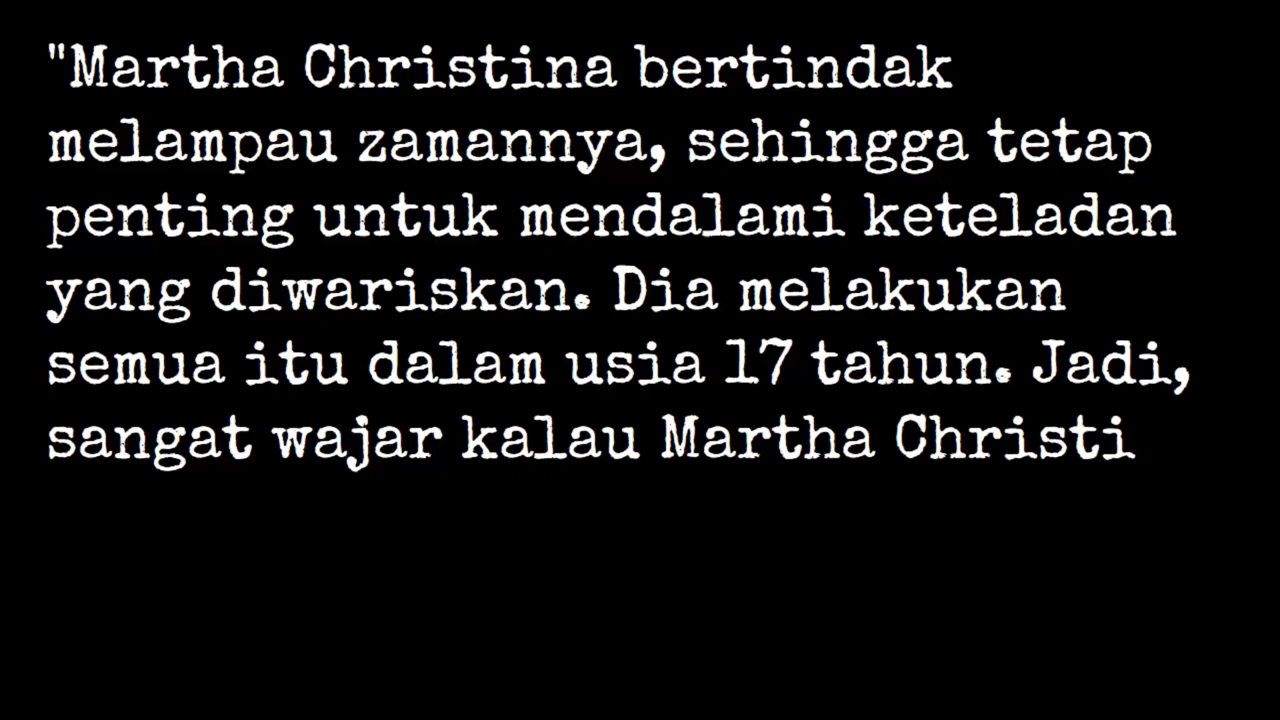 "Martha Christina bertindak
melampau zamannya, sehingga tetap
penting untuk mendalami keteladan
yang diwariskan. Dia melakukan
semua itu dalam usia 17 tahun. Jadi,
sangat wajar kalau Martha Christi